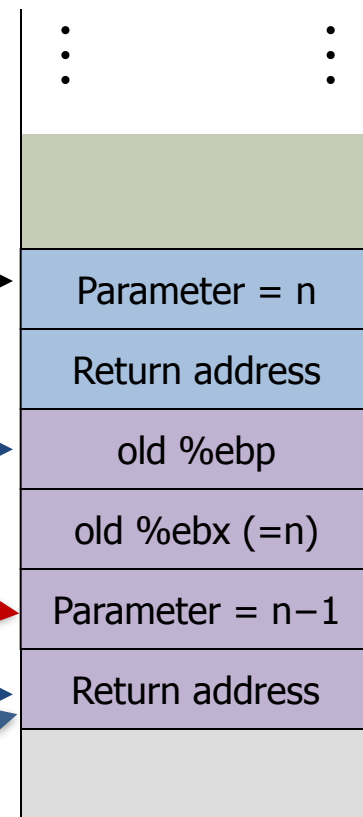 Parameter = n
Return address
old %ebp
old %ebx (=n)
Parameter = n−1
Return address